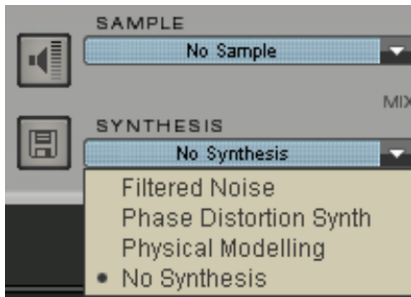 SAMPLE
No Sample
MIX
SYNTHESIS
No Synthesis
Filtered Noise
Phase Distortion Synth
Physical Modelling
• No Synthesis